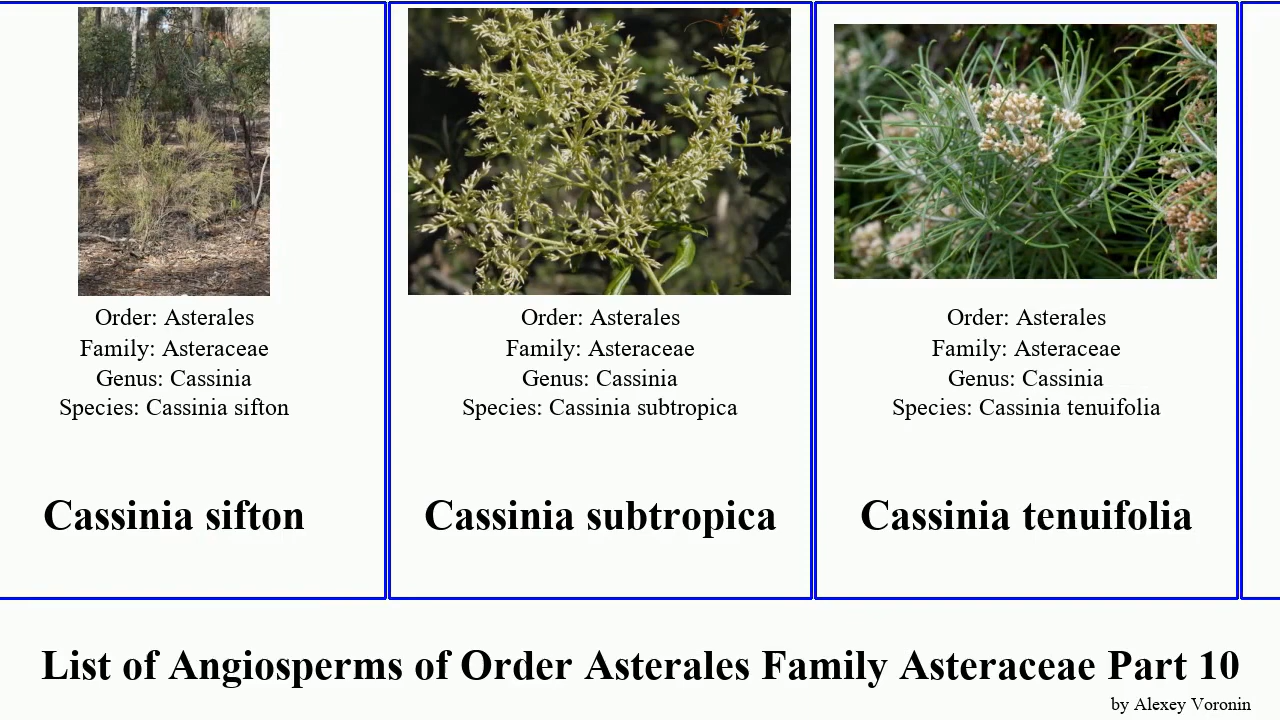 Order: Asterales
Family: Asteraceae
Genus: Cassinia
Species: Cassinia sifton
Cassinia sifton
Order: Asterales
Family: Asteraceae
Genus: Cassinia
Species: Cassinia subtropica
Cassinia subtropica
Order: Asterales
Family: Asteraceae
Genus: Cassinia
Species: Cassinia tenuifolia
Cassinia tenuifolia
List of Angiosperms of Order Asterales Family Asteraceae Part 10
by Alexey Voronin